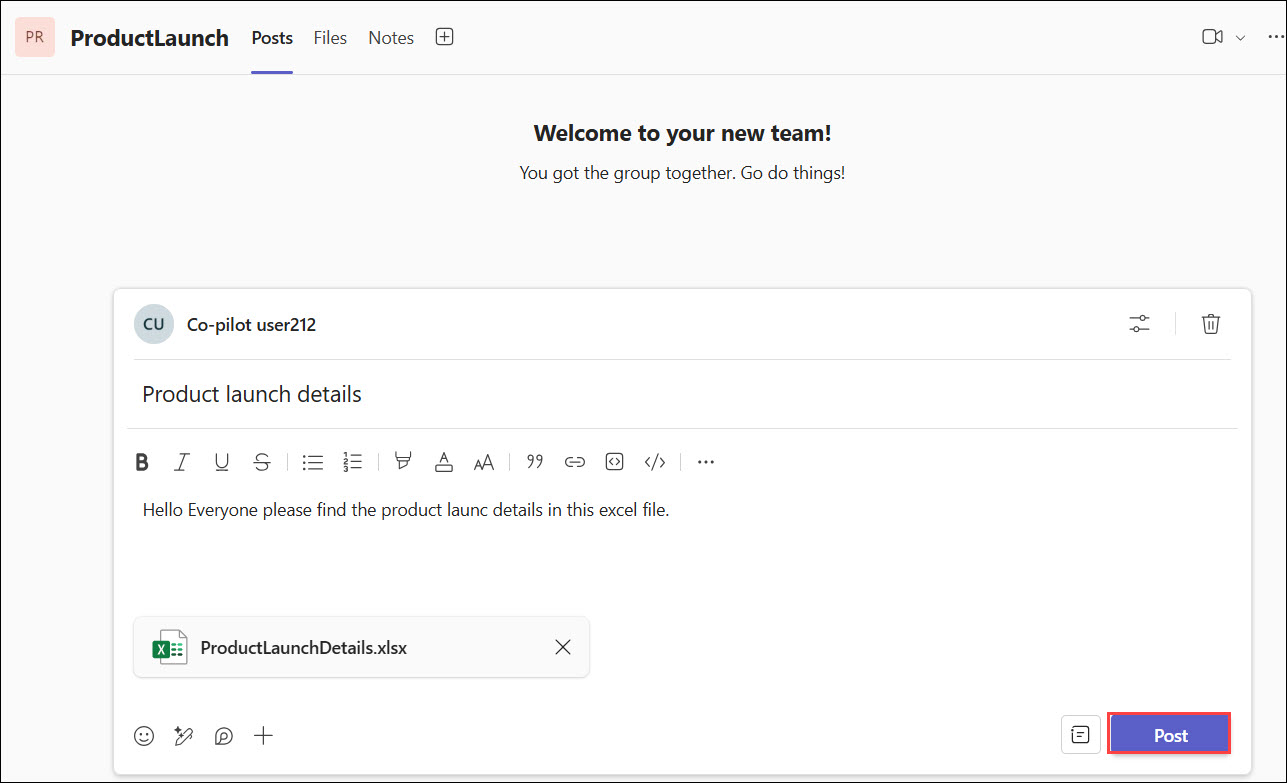 PR ProductLaunch Posts Files Notes
Welcome to your new team!
You got the group together. Go do things!
CU Co-pilot user212
Product launch details
Hello Everyone please find the product launc details in this excel file.
ProductLaunchDetails.xlsx
Post